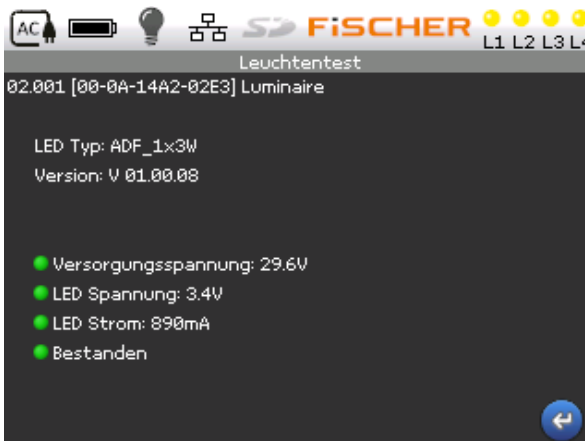 AC
SD FiSCHER
L1 L2 L3 L4
Leuchtentest
02.001 [00-0A-14A2-02E3] Luminaire
LED Typ: ADF_1x3W
Version: V 01.00.08
Versorgungsspannung: 29.6V
LED Spannung: 3.4V
LED Strom: 890mA
Bestanden